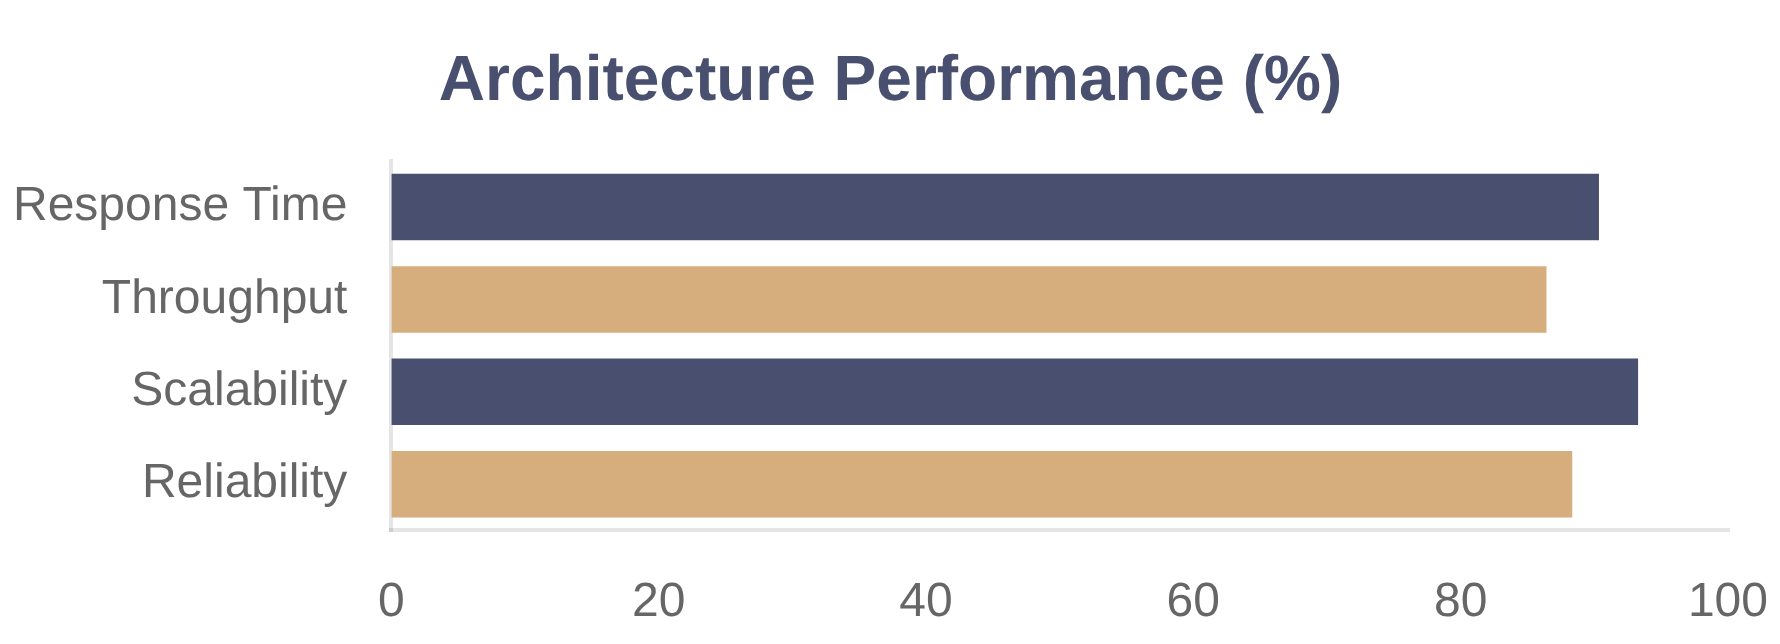 Architecture Performance (%)
Response Time
Throughput
Scalability
Reliability
0 20 40 60 80 100